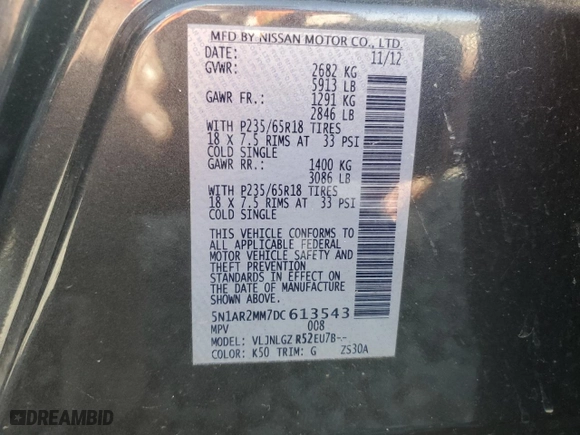 MFD BY NISSAN MOTOR CO., LTD.
DATE: 11/12
GVWR: 2682 KG
5913 LB
GAWR FR.: 1291 KG
2846 LB
WITH P235/65R18 TIRES
18 X 7.5 RIMS AT 33 PSI
COLD SINGLE
GAWR RR.: 1400 KG
3086 LB
WITH P235/65R18 TIRES
18 X 7.5 RIMS AT 33 PSI
COLD SINGLE
THIS VEHICLE CONFORMS TO
ALL APPLICABLE FEDERAL
MOTOR VEHICLE SAFETY AND
THEFT PREVENTION
STANDARDS IN EFFECT ON
THE DATE OF MANUFACTURE
SHOWN ABOVE.
5N1AR2MM7DC613543
MPV 008
MODEL: VLJNLGZ R52EU7B-.-
COLOR: K50 TRIM: G ZS30A
DREAMBID